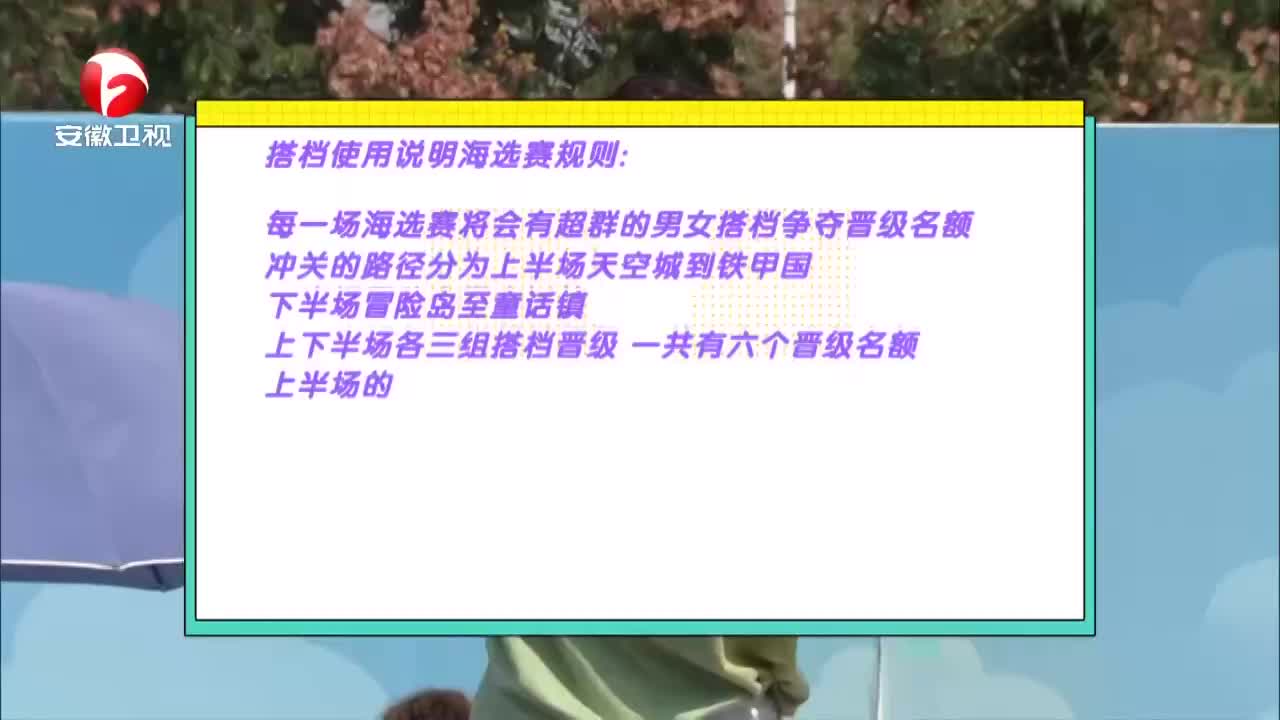 安徽卫视
搭档使用说明海选赛规则:
每一场海选赛将会有超群的男女搭档争夺晋级名额
冲关的路径分为上半场天空城到铁甲国
下半场冒险岛至童话镇
上下半场各三组搭档晋级 一共有六个晋级名额
上半场的